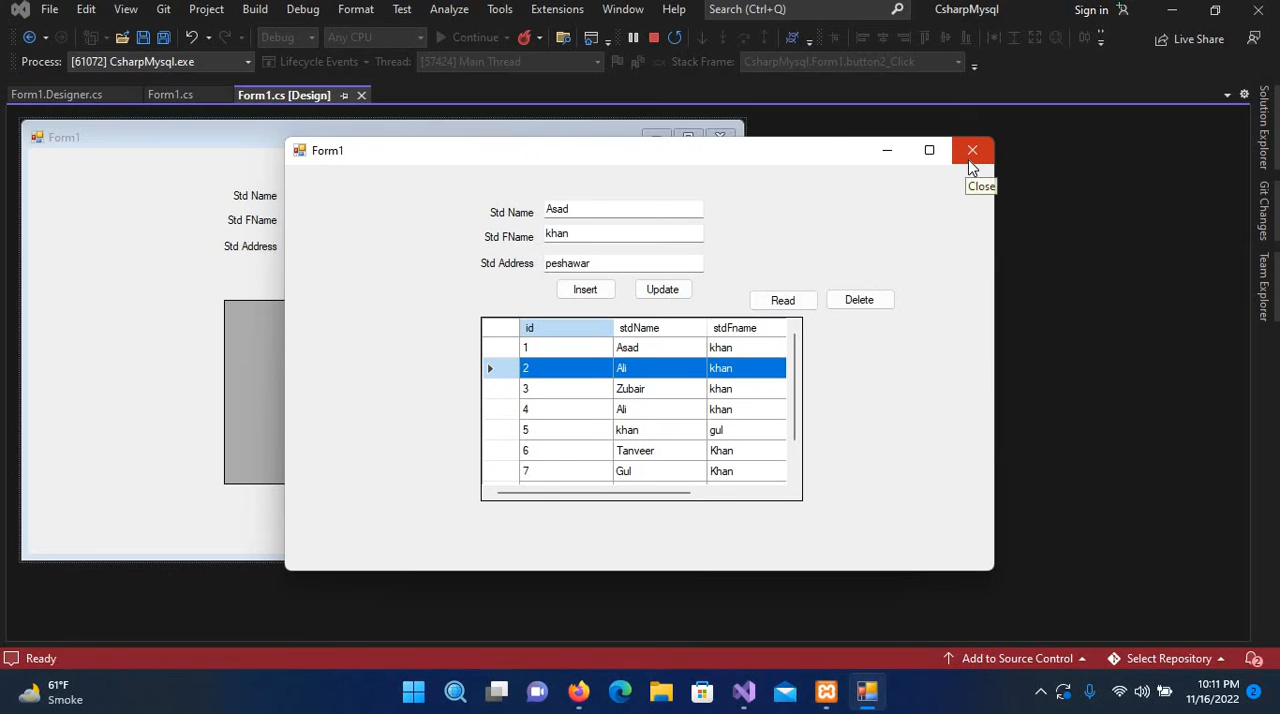 File Edit View Git Project Build Debug Format Test Analyze Tools Extensions Window Help Search (Ctrl+Q) CsharpMysql Sign in
Debug Any CPU Continue Live Share
Process: [61072] CsharpMysql.exe Lifecycle Events Thread: [57424] Main Thread Stack Frame: CsharpMysql.Form1.button2_Click
Form1.Designer.cs Form1.cs Form1.cs [Design]
Form1
Std Name
Std FName
Std Address
Form1
Close
Std Name Asad
Std FName khan
Std Address peshawar
Insert Update Read Delete
id stdName stdFname
1 Asad khan
2 Ali khan
3 Zubair khan
4 Ali khan
5 khan gul
6 Tanveer Khan
7 Gul Khan
Solution Explorer
Git Changes
Team Explorer
Ready Add to Source Control Select Repository 2
61°F
Smoke
10:11 PM
11/16/2022
2